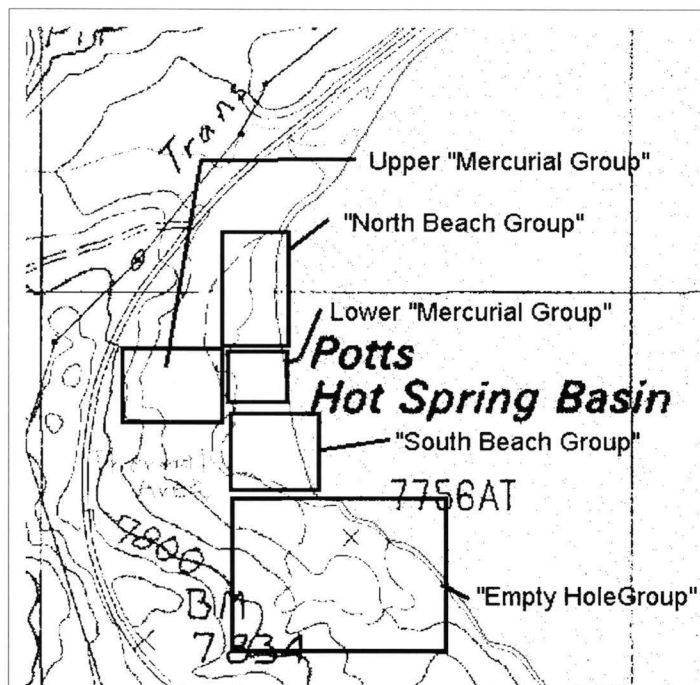 Trans
Upper "Mercurial Group"
"North Beach Group"
Lower "Mercurial Group"
Potts
Hot Spring Basin
"South Beach Group"
7756AT
7800
BM
7834
"Empty HoleGroup"